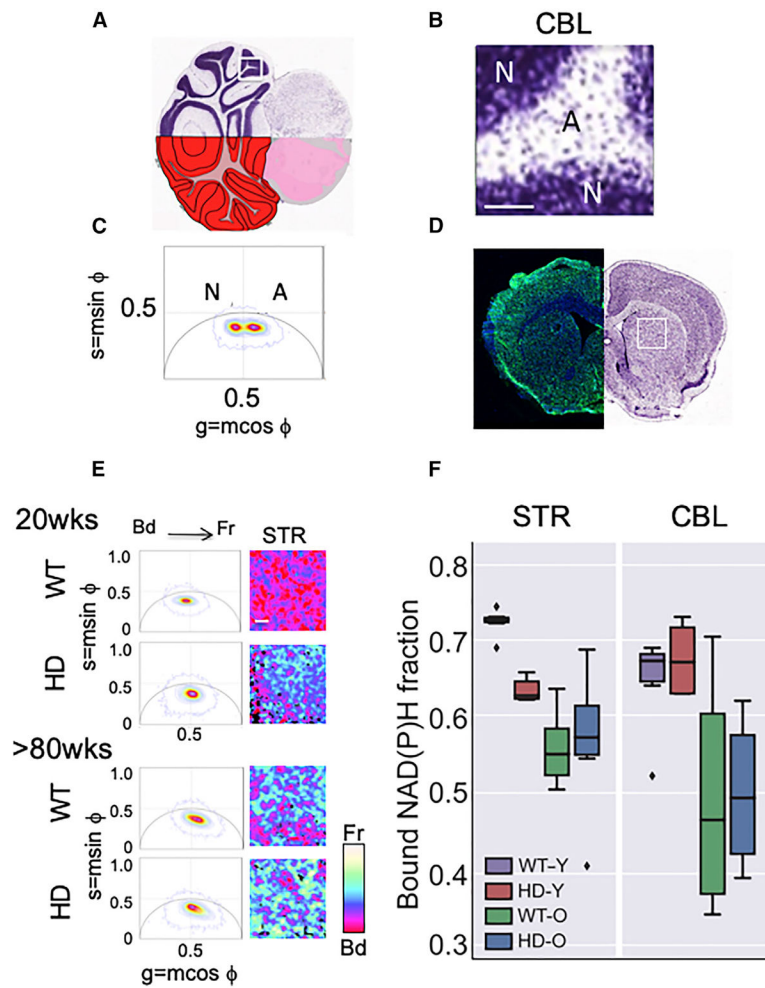 A
B
CBL
N
A
N
C
s=msin ϕ
0.5
N
A
0.5
g=mcos ϕ
D
E
20wks
Bd
Fr
STR
WT
s=msin ϕ
1.0
0.5
0
HD
1.0
0.5
0
0.5
>80wks
WT
s=msin ϕ
1.0
0.5
0
HD
1.0
0.5
0
0.5
g=mcos ϕ
Fr
Bd
F
STR
CBL
Bound NAD(P)H fraction
0.8
0.7
0.6
0.5
0.4
0.3
WT-Y
HD-Y
WT-O
HD-O